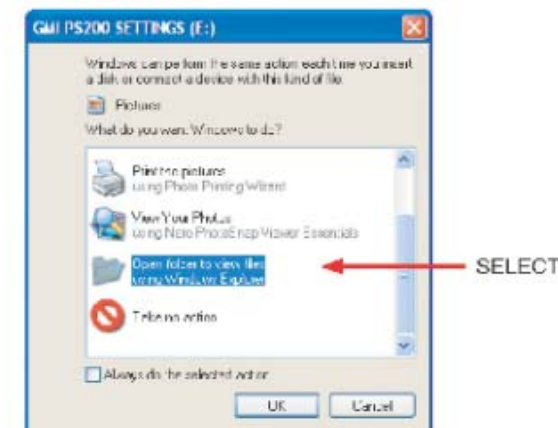 GMI PS200 SETTINGS (E:)
Windows can perform the same action each time you insert
a disk or connect a device with this kind of file:
Pictures
What do you want Windows to do?
Print the pictures
using Photo Printing Wizard
View Your Photos
using Nero PhotoSnap Viewer Essentials
Open folder to view files
using Windows Explorer
SELECT
Take no action
Always do the selected action
OK Cancel